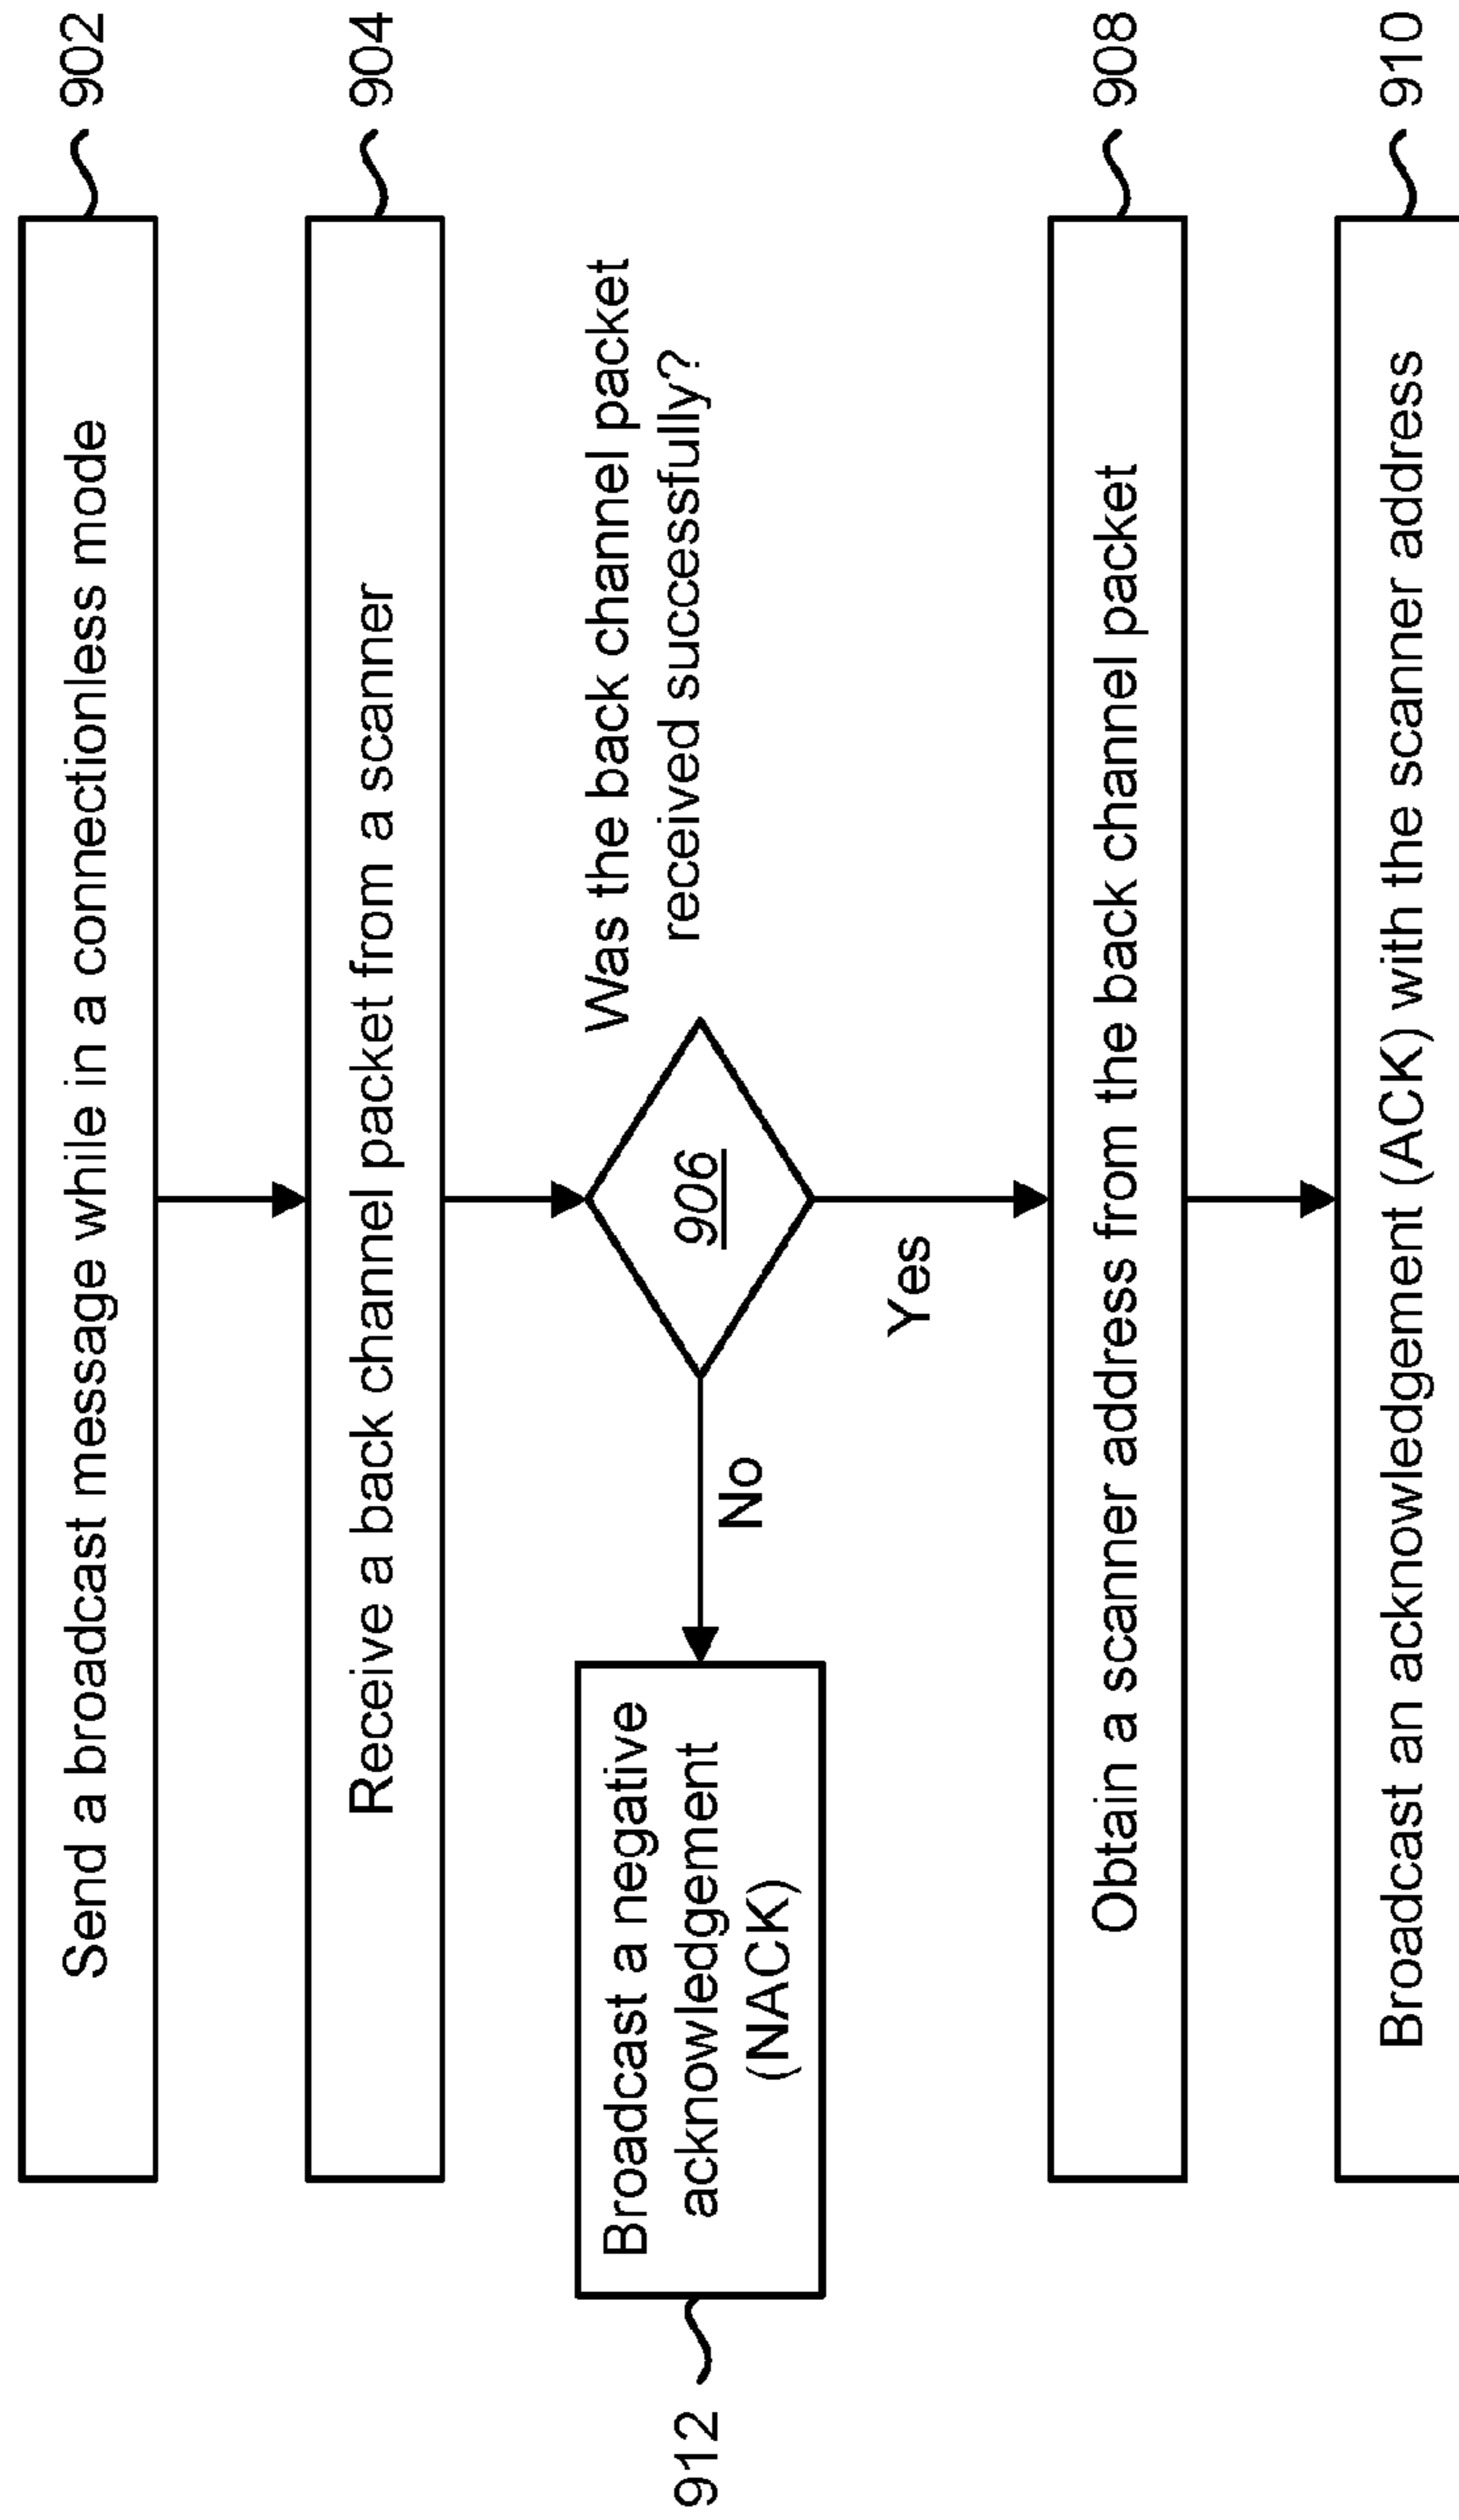 Send a broadcast message while in a connectionless mode
902
Receive a back channel packet from a scanner
904
Was the back channel packet
received successfully?
906
No
Broadcast a negative
acknowledgement
(NACK)
912
Yes
Obtain a scanner address from the back channel packet
908
Broadcast an acknowledgement (ACK) with the scanner address
910